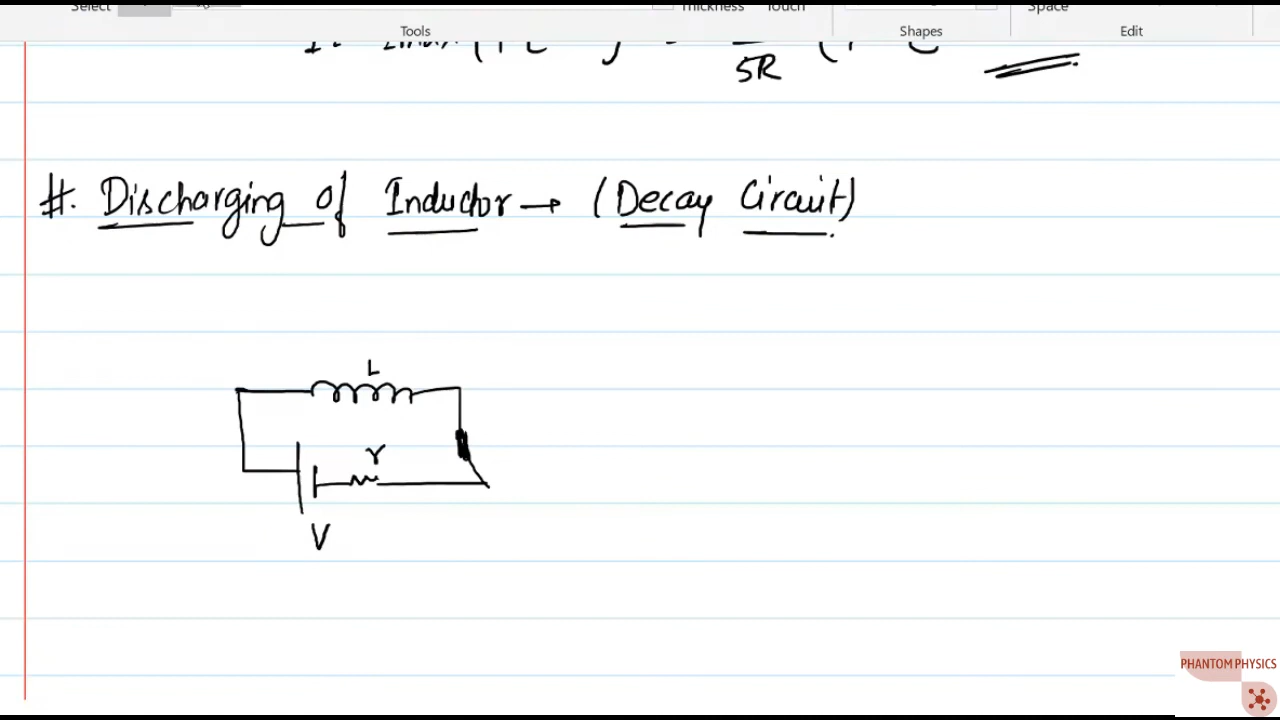 Select Thickness Touch Space
Tools Shapes Edit
5R
#. Discharging of Inductor → (Decay Circuit)
L
r
V
PHANTOM PHYSICS